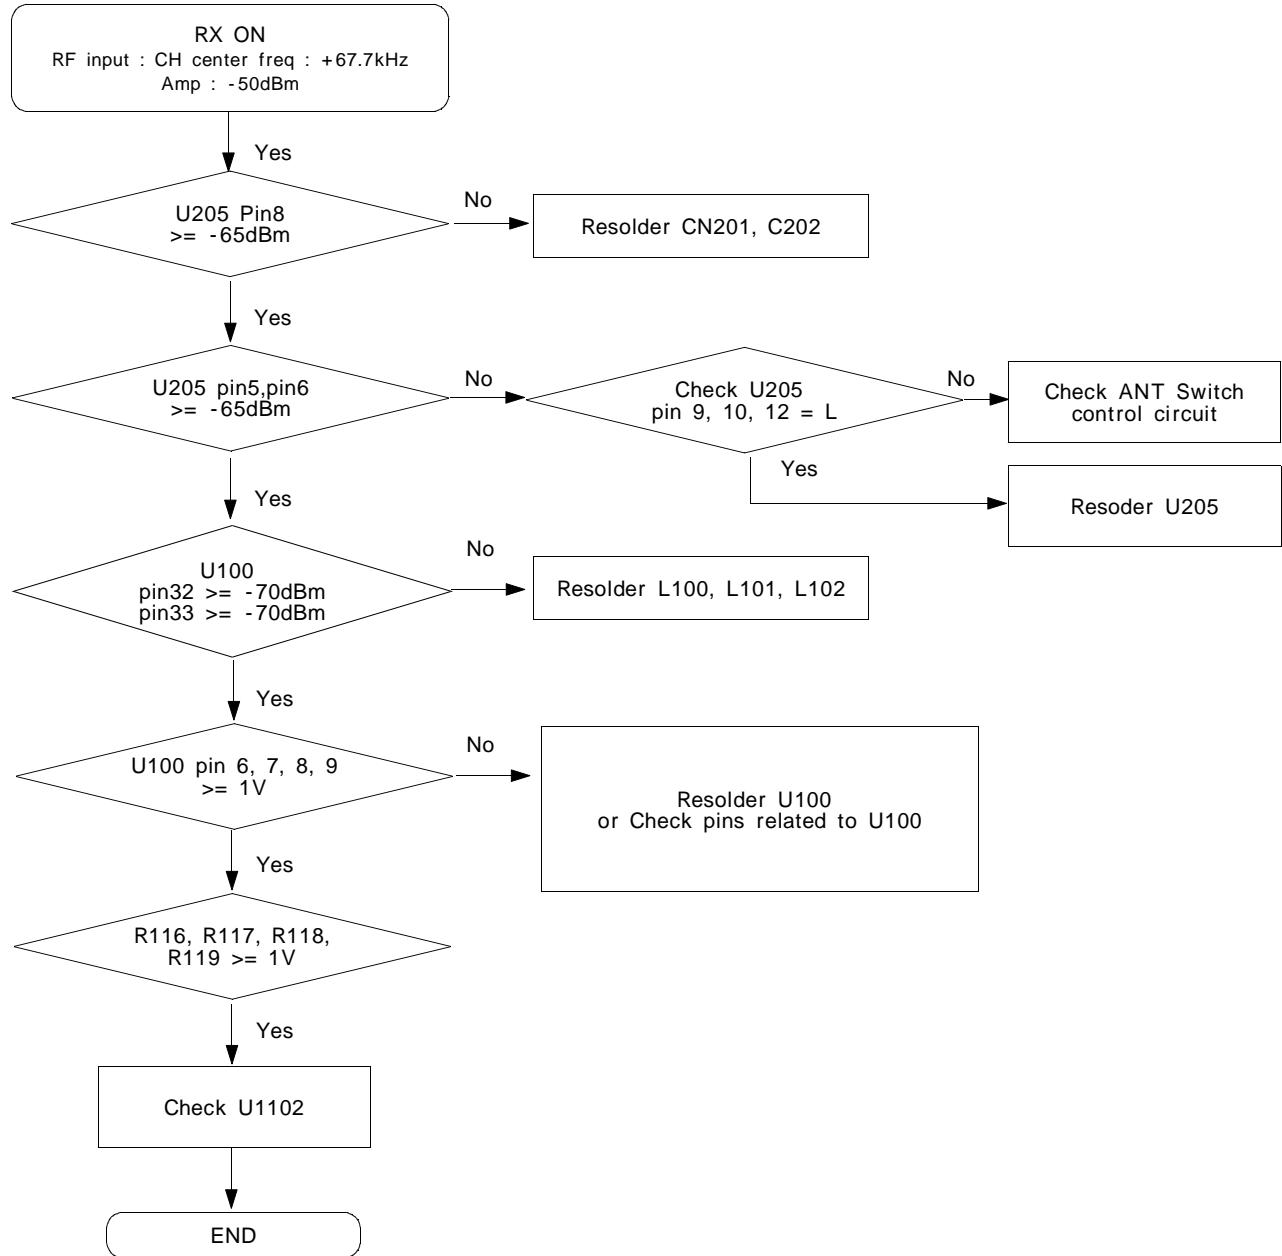 RX ON
RF input : CH center freq : +67.7kHz
Amp : -50dBm
Yes
U205 Pin8
>= -65dBm
No
Resolder CN201, C202
Yes
U205 pin5,pin6
>= -65dBm
No
Check U205
pin 9, 10, 12 = L
No
Check ANT Switch
control circuit
Yes
Resoder U205
Yes
U100
pin32 >= -70dBm
pin33 >= -70dBm
No
Resolder L100, L101, L102
Yes
U100 pin 6, 7, 8, 9
>= 1V
No
Resolder U100
or Check pins related to U100
Yes
R116, R117, R118,
R119 >= 1V
Yes
Check U1102
END